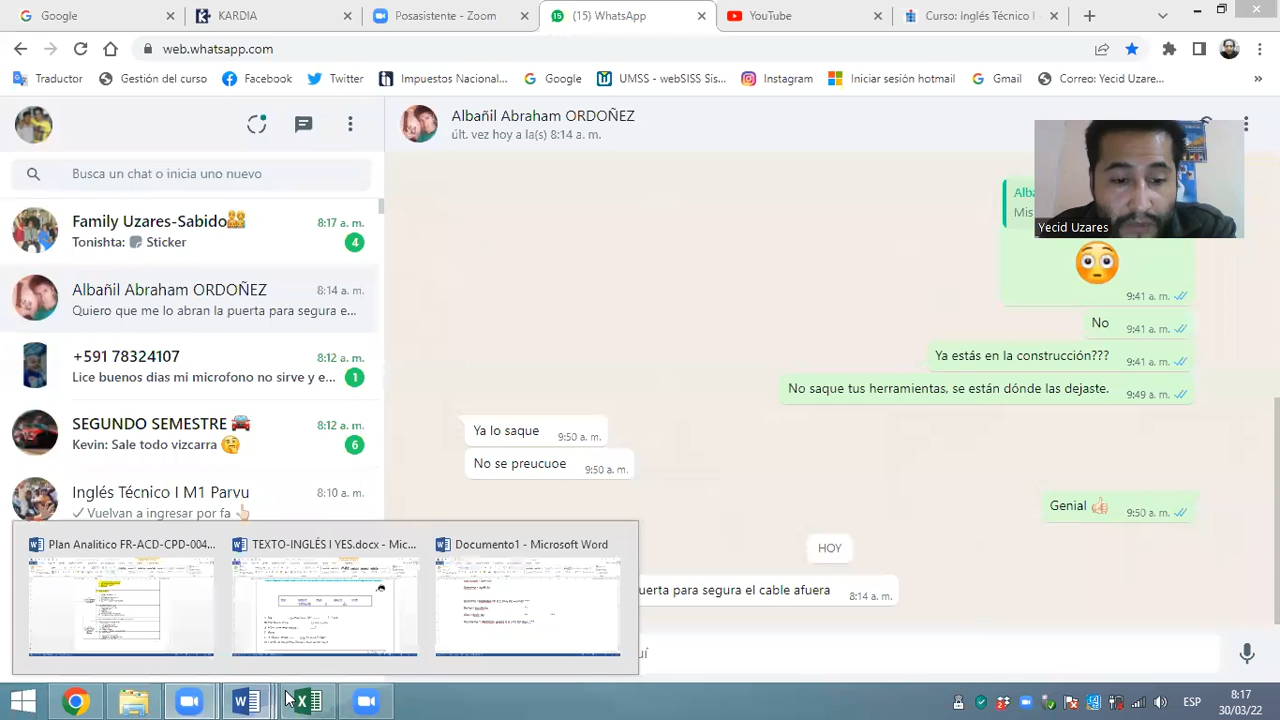 Google
KARDIA
Posasistente - Zoom
(15) WhatsApp
YouTube
Curso: Inglés Técnico I
web.whatsapp.com
Traductor
Gestión del curso
Facebook
Twitter
Impuestos Nacional...
Google
UMSS - webSISS Sis...
Instagram
Iniciar sesión hotmail
Gmail
Correo: Yecid Uzare...
»
Albañil Abraham ORDOÑEZ
últ. vez hoy a la(s) 8:14 a. m.
Busca un chat o inicia uno nuevo
Family Uzares-Sabido 8:17 a. m.
Tonishta: Sticker 4
Albañil Abraham ORDOÑEZ 8:14 a. m.
Quiero que me lo abran la puerta para segura e...
+591 78324107 8:12 a. m.
Lice buenos dias mi microfono no sirve y e... 1
SEGUNDO SEMESTRE 8:12 a. m.
Kevin: Sale todo vizcarra 6
Inglés Técnico I M1 Parvu 8:10 a. m.
Vuelvan a ingresar por fa
Yecid Uzares
9:41 a. m.
No 9:41 a. m.
Ya estás en la construcción??? 9:41 a. m.
No saque tus herramientas, se están dónde las dejaste. 9:49 a. m.
Ya lo saque 9:50 a. m.
No se preucuoe 9:50 a. m.
Genial 9:50 a. m.
HOY
puerta para segura el cable afuera 8:14 a. m.
Plan Analitico FR-ACD-CPD-004...
TEXTO-INGLÉS I YES.docx - Mic...
Documento1 - Microsoft Word
ESP
8:17
30/03/22